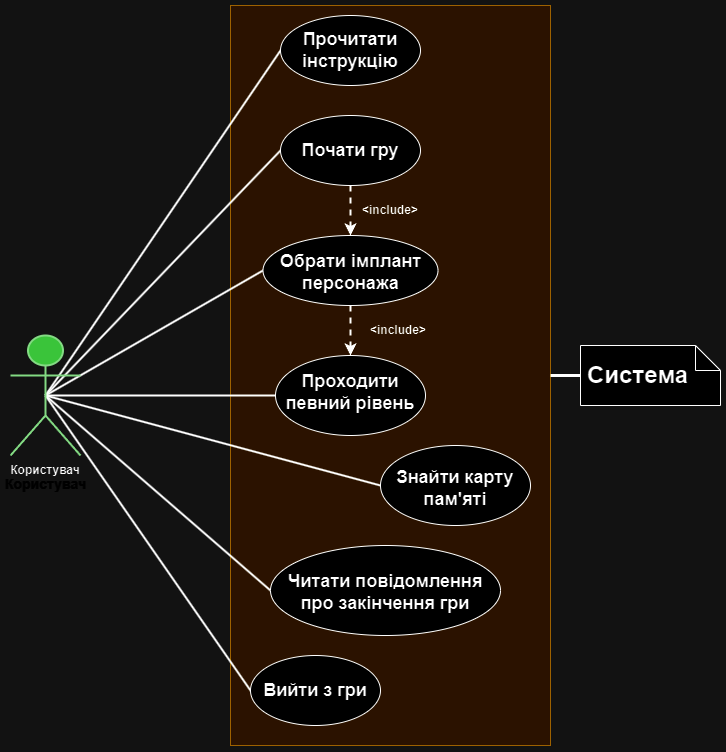 Прочитати
інструкцію
Почати гру
<include>
Обрати імплант
персонажа
<include>
Проходити
певний рівень
Система
Користувач
Користувач
Знайти карту
пам'яті
Читати повідомлення
про закінчення гри
Вийти з гри